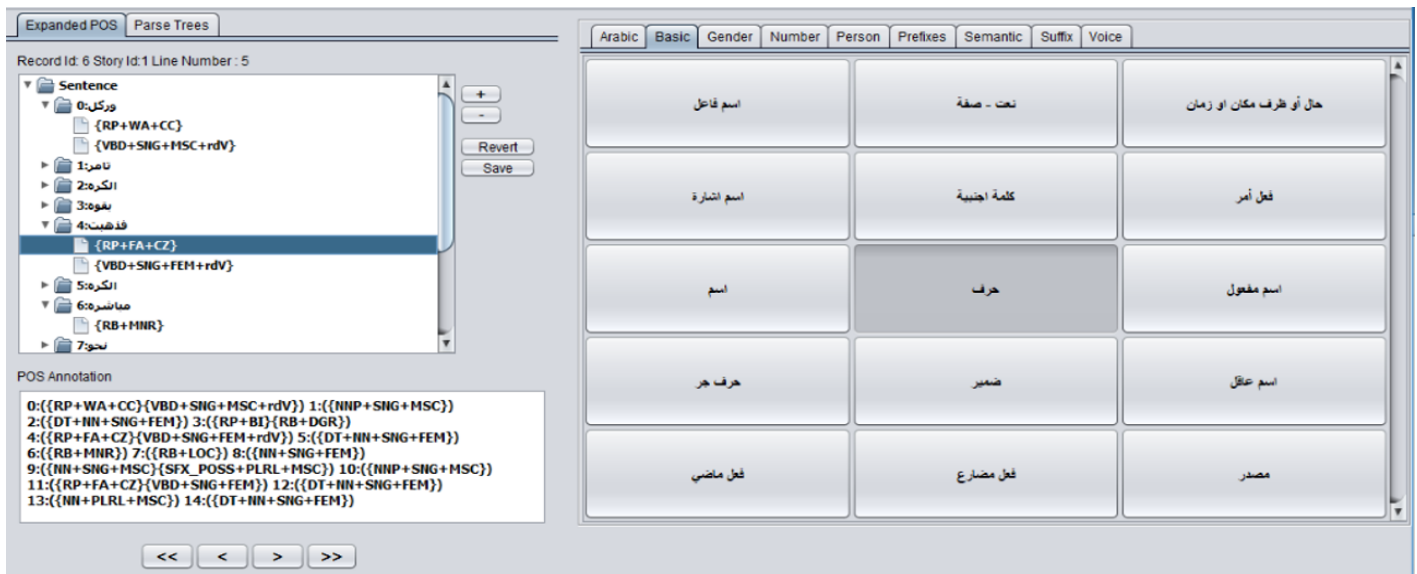 Expanded POS Parse Trees
Record Id: 6 Story Id:1 Line Number : 5
Sentence
وركل:0
{RP+WA+CC}
{VBD+SNG+MSC+rdV}
تامر:1
الكره:2
بقوه:3
فذهبت:4
{RP+FA+CZ}
{VBD+SNG+FEM+rdV}
الكره:5
مباشره:6
{RB+MNR}
نحو:7
+
-
Revert
Save
POS Annotation
0:({RP+WA+CC}{VBD+SNG+MSC+rdV}) 1:({NNP+SNG+MSC})
2:({DT+NN+SNG+FEM}) 3:({RP+BI}{RB+DGR})
4:({RP+FA+CZ}{VBD+SNG+FEM+rdV}) 5:({DT+NN+SNG+FEM})
6:({RB+MNR}) 7:({RB+LOC}) 8:({NN+SNG+FEM})
9:({NN+SNG+MSC}{SFX_POSS+PLRL+MSC}) 10:({NNP+SNG+MSC})
11:({RP+FA+CZ}{VBD+SNG+FEM}) 12:({DT+NN+SNG+FEM})
13:({NN+PLRL+MSC}) 14:({DT+NN+SNG+FEM})
<< < > >>
Arabic Basic Gender Number Person Prefixes Semantic Suffix Voice
اسم فاعل
نعت - صفة
حال أو ظرف مكان او زمان
اسم اشارة
كلمة اجنبية
فعل أمر
اسم
حرف
اسم مفعول
حرف جر
ضمير
اسم عاقل
فعل ماضي
فعل مضارع
مصدر